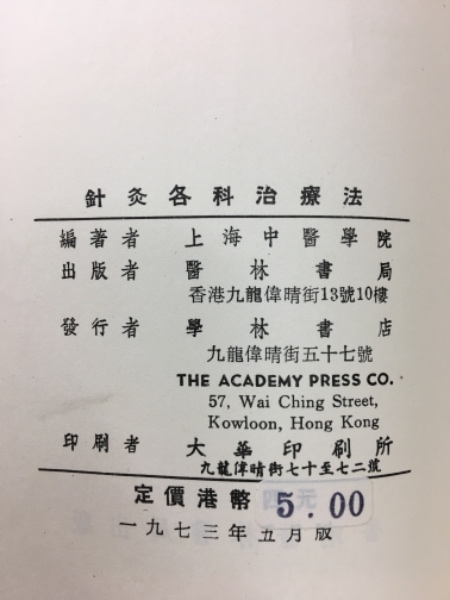 針灸各科治療法
編著者 上海中醫學院
出版者 醫林書局
香港九龍偉晴街13號10樓
發行者 學林書店
九龍偉晴街五十七號
THE ACADEMY PRESS CO.
57, Wai Ching Street,
Kowloon, Hong Kong
印刷者 大華印刷所
九龍偉晴街七十至七二號
定價港幣 四元 5.00
一九七三年五月版